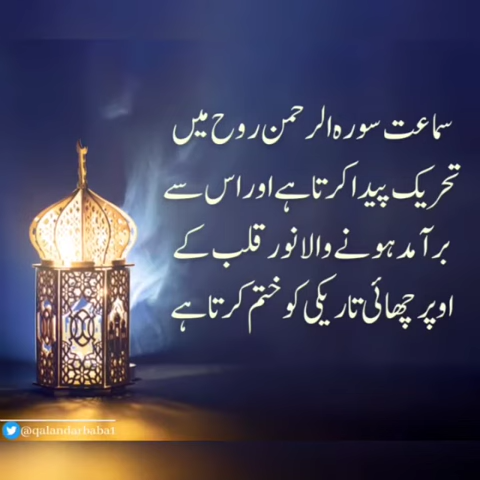 سماعت سورہ الرحمن روح میں
تحریک پیدا کرتا ہے اور اس سے
برآمد ہونے والا نور قلب کے
اوپر چھائی تاریکی کو ختم کرتا ہے
@qalandarbaba1